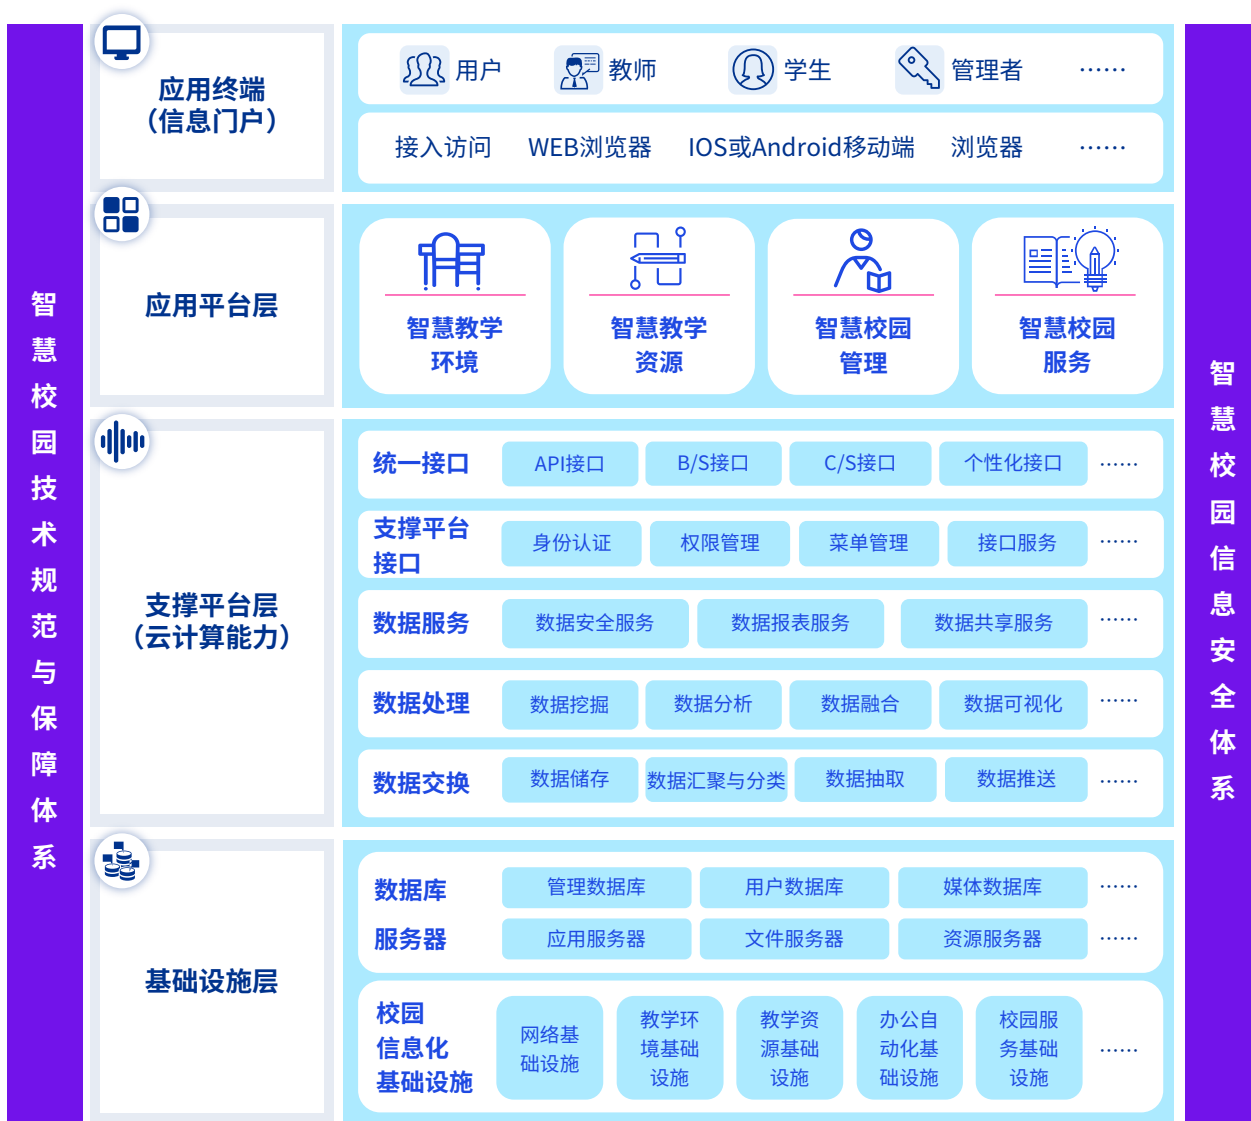 智慧校园技术规范与保障体系
应用终端
（信息门户）
用户 教师 学生 管理者 ······
接入访问 WEB浏览器 IOS或Android移动端 浏览器 ······
应用平台层
智慧教学
环境
智慧教学
资源
智慧校园
管理
智慧校园
服务
支撑平台层
（云计算能力）
统一接口 API接口 B/S接口 C/S接口 个性化接口 ······
支撑平台
接口
身份认证 权限管理 菜单管理 接口服务 ······
数据服务 数据安全服务 数据报表服务 数据共享服务 ······
数据处理 数据挖掘 数据分析 数据融合 数据可视化 ······
数据交换 数据储存 数据汇聚与分类 数据抽取 数据推送 ······
基础设施层
数据库 管理数据库 用户数据库 媒体数据库 ······
服务器 应用服务器 文件服务器 资源服务器 ······
校园
信息化
基础设施
网络基
础设施
教学环
境基础
设施
教学资
源基础
设施
办公自
动化基
础设施
校园服
务基础
设施
······
智慧校园信息安全体系